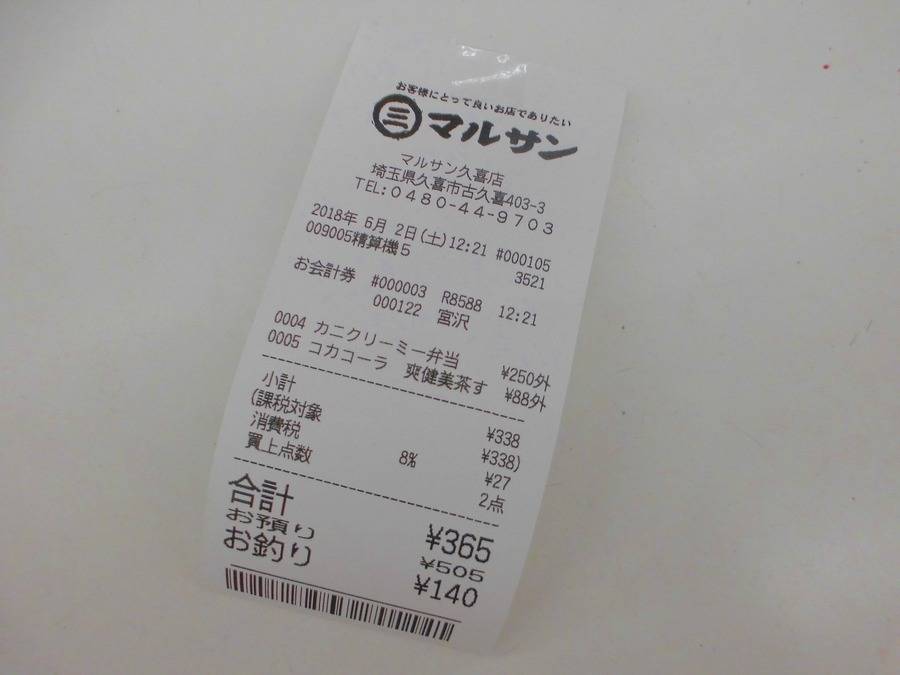 お客様にとって良いお店でありたい
三 マルサン
マルサン久喜店
埼玉県久喜市古久喜403-3
TEL:0480-44-9703
2018年 6月 2日(土)12:21 #000105
009005精算機5 3521
お会計券 #000003 R8588 12:21
000122 宮沢
0004 カニクリーミー弁当 ¥250外
0005 コカコーラ 爽健美茶す ¥88外
小計 ¥338
(課税対象 ¥338)
消費税 8% ¥27
買上点数 2点
合計 ¥365
お預り ¥505
お釣り ¥140